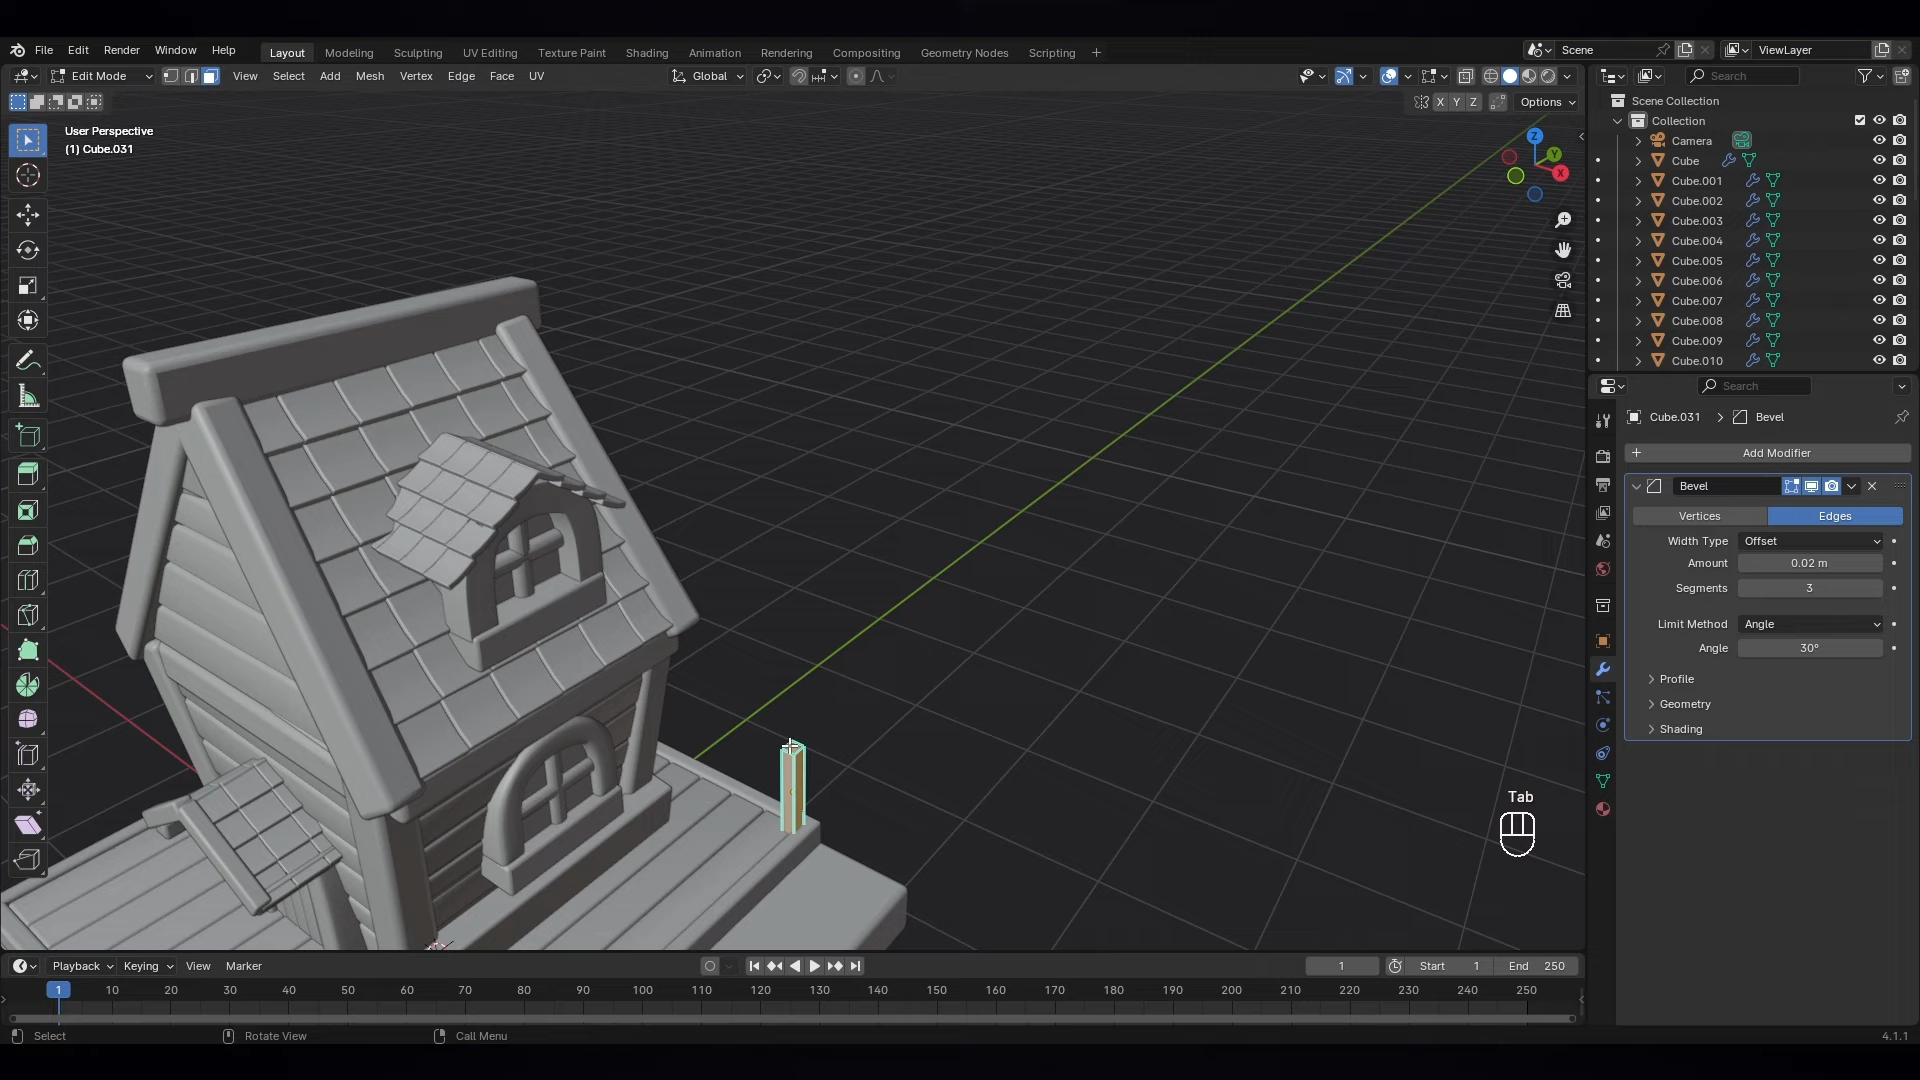 File Edit Render Window Help Layout Modeling Sculpting UV Editing Texture Paint Shading Animation Rendering Compositing Geometry Nodes Scripting + Scene ViewLayer
Edit Mode View Select Add Mesh Vertex Edge Face UV Global Search
X Y Z Options
User Perspective
(1) Cube.031
Z
Y
X
Scene Collection
Collection
Camera
Cube
Cube.001
Cube.002
Cube.003
Cube.004
Cube.005
Cube.006
Cube.007
Cube.008
Cube.009
Cube.010
Search
Cube.031 > Bevel
+ Add Modifier
Bevel
Vertices Edges
Width Type Offset
Amount 0.02 m
Segments 3
Limit Method Angle
Angle 30°
Profile
Geometry
Shading
Tab
Playback Keying View Marker 1 Start 1 End 250
1 10 20 30 40 50 60 70 80 90 100 110 120 130 140 150 160 170 180 190 200 210 220 230 240 250
Select Rotate View Call Menu 4.1.1